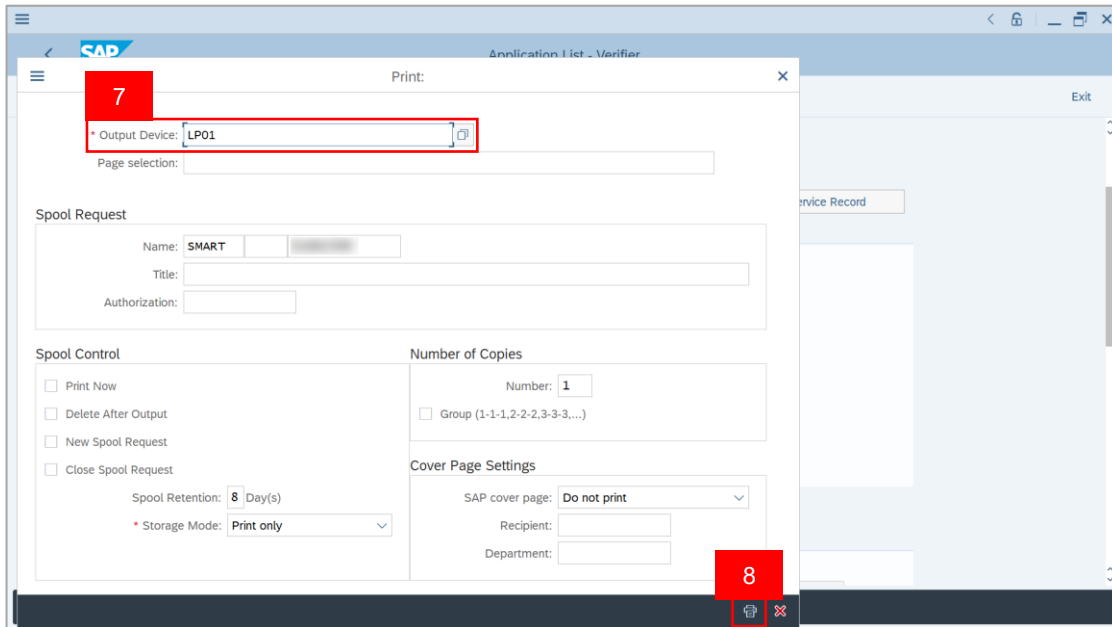 SAP
Application List - Verifier
Print:
Exit
7
* Output Device: LP01
Page selection:
ervice Record
Spool Request
Name: SMART
Title:
Authorization:
Spool Control
Number of Copies
Print Now
Number: 1
Delete After Output
Group (1-1-1,2-2-2,3-3-3,...)
New Spool Request
Close Spool Request
Cover Page Settings
Spool Retention: 8 Day(s)
SAP cover page: Do not print
* Storage Mode: Print only
Recipient:
Department:
8